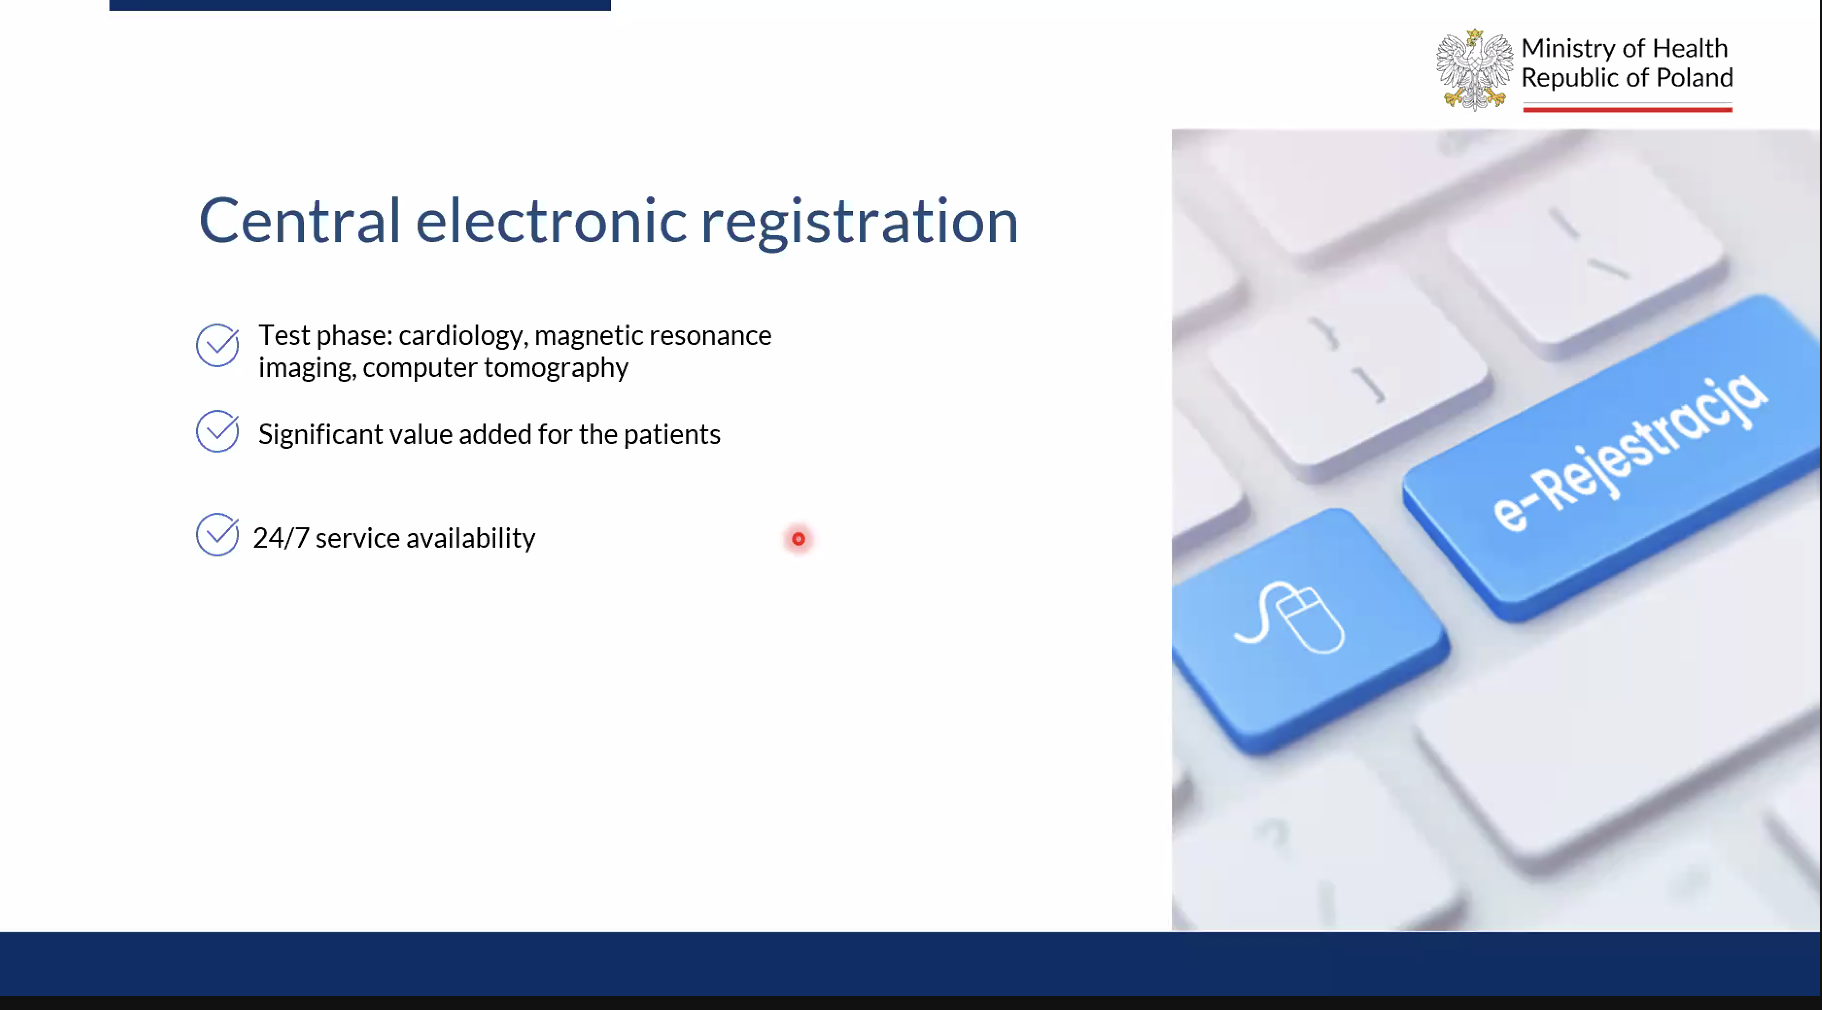 Ministry of Health
Republic of Poland
Central electronic registration
Test phase: cardiology, magnetic resonance
imaging, computer tomography
Significant value added for the patients
24/7 service availability
e-Rejestracja